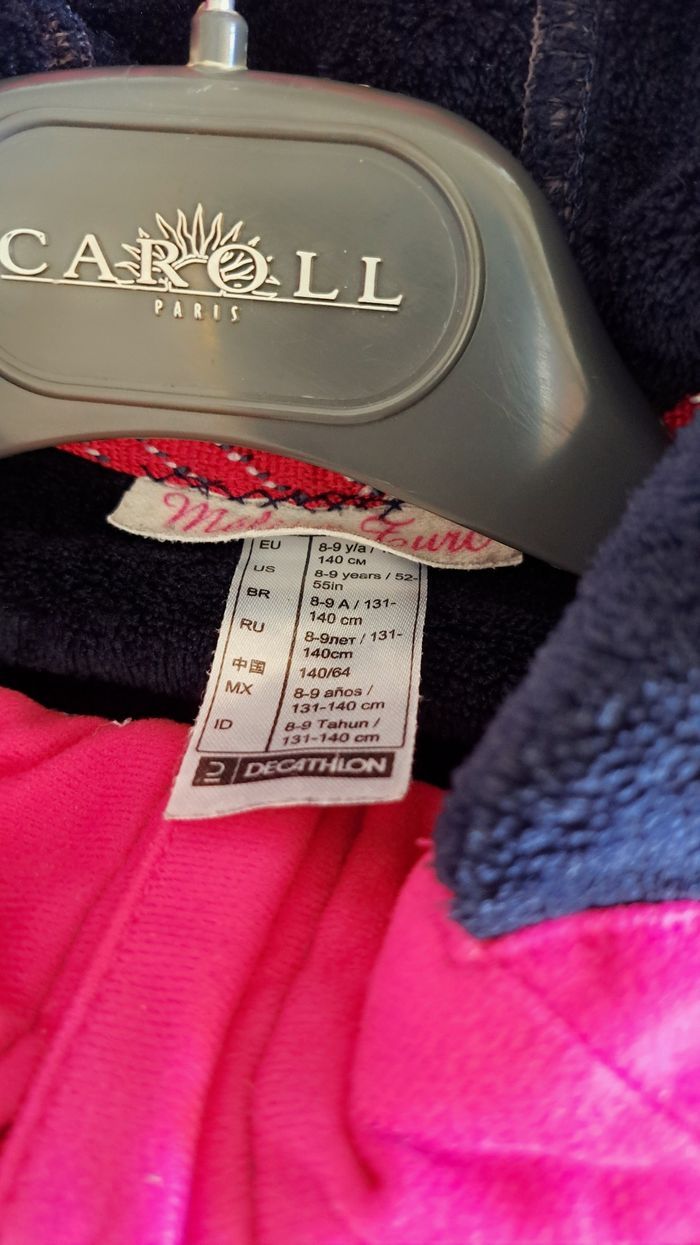 CAROLL
PARIS
EU 8-9 y/a /
140 см
US 8-9 years / 52-
55in
BR 8-9 A / 131-
140 cm
RU 8-9лет / 131-
140cm
中国 140/64
MX 8-9 años /
131-140 cm
ID 8-9 Tahun /
131-140 cm
DECATHLON